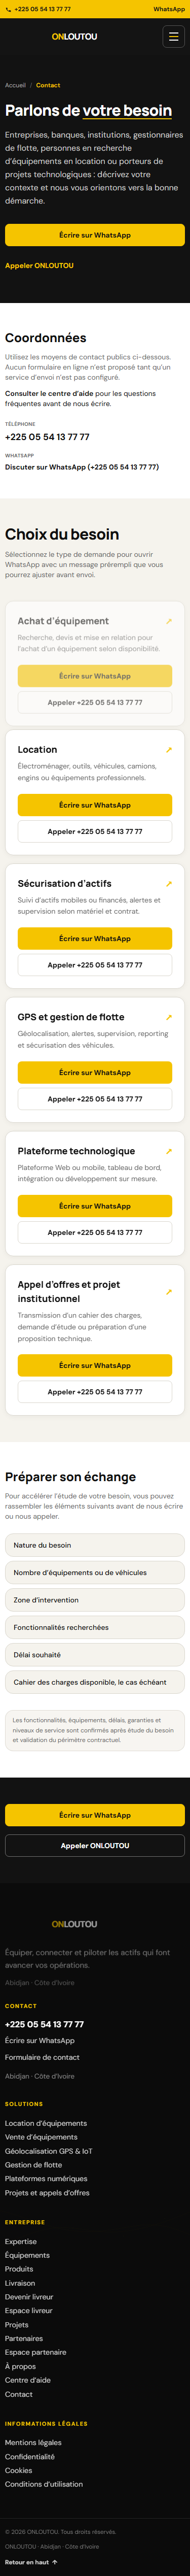 +225 05 54 13 77 77
WhatsApp
ONLOUTOU
Accueil / Contact
Parlons de votre besoin
Entreprises, banques, institutions, gestionnaires
de flotte, personnes en recherche
d’équipements en location ou porteurs de
projets technologiques : décrivez votre
contexte et nous vous orientons vers la bonne
démarche.
Écrire sur WhatsApp
Appeler ONLOUTOU
Coordonnées
Utilisez les moyens de contact publics ci-dessous.
Aucun formulaire en ligne n’est proposé tant qu’un
service d’envoi n’est pas configuré.
Consulter le centre d’aide pour les questions
fréquentes avant de nous écrire.
TÉLÉPHONE
+225 05 54 13 77 77
WHATSAPP
Discuter sur WhatsApp (+225 05 54 13 77 77)
Choix du besoin
Sélectionnez le type de demande pour ouvrir
WhatsApp avec un message prérempli que vous
pourrez ajuster avant envoi.
Achat d’équipement ↗
Recherche, devis et mise en relation pour
l’achat d’un équipement selon disponibilité.
Écrire sur WhatsApp
Appeler +225 05 54 13 77 77
Location ↗
Électroménager, outils, véhicules, camions,
engins ou équipements professionnels.
Écrire sur WhatsApp
Appeler +225 05 54 13 77 77
Sécurisation d’actifs ↗
Suivi d’actifs mobiles ou financés, alertes et
supervision selon matériel et contrat.
Écrire sur WhatsApp
Appeler +225 05 54 13 77 77
GPS et gestion de flotte ↗
Géolocalisation, alertes, supervision, reporting
et sécurisation des véhicules.
Écrire sur WhatsApp
Appeler +225 05 54 13 77 77
Plateforme technologique ↗
Plateforme Web ou mobile, tableau de bord,
intégration ou développement sur mesure.
Écrire sur WhatsApp
Appeler +225 05 54 13 77 77
Appel d’offres et projet
institutionnel ↗
Transmission d’un cahier des charges,
demande d’étude ou préparation d’une
proposition technique.
Écrire sur WhatsApp
Appeler +225 05 54 13 77 77
Préparer son échange
Pour accélérer l’étude de votre besoin, vous pouvez
rassembler les éléments suivants avant de nous écrire
ou nous appeler.
Nature du besoin
Nombre d’équipements ou de véhicules
Zone d’intervention
Fonctionnalités recherchées
Délai souhaité
Cahier des charges disponible, le cas échéant
Les fonctionnalités, équipements, délais, garanties et
niveaux de service sont confirmés après étude du besoin
et validation du périmètre contractuel.
Écrire sur WhatsApp
Appeler ONLOUTOU
ONLOUTOU
Équiper, connecter et piloter les actifs qui font
avancer vos opérations.
Abidjan · Côte d’Ivoire
CONTACT
+225 05 54 13 77 77
Écrire sur WhatsApp
Formulaire de contact
Abidjan · Côte d’Ivoire
SOLUTIONS
Location d’équipements
Vente d’équipements
Géolocalisation GPS & IoT
Gestion de flotte
Plateformes numériques
Projets et appels d’offres
ENTREPRISE
Expertise
Équipements
Produits
Livraison
Devenir livreur
Espace livreur
Projets
Partenaires
Espace partenaire
À propos
Centre d’aide
Contact
INFORMATIONS LÉGALES
Mentions légales
Confidentialité
Cookies
Conditions d’utilisation
© 2026 ONLOUTOU. Tous droits réservés.
ONLOUTOU · Abidjan · Côte d’Ivoire
Retour en haut ↑